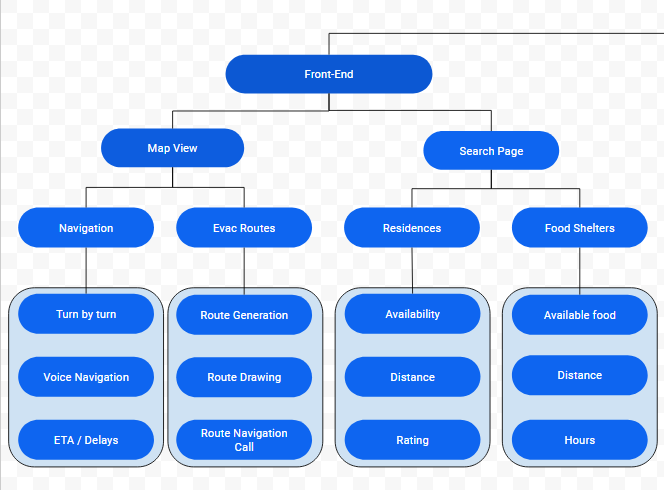 Front-End
Map View
Search Page
Navigation
Evac Routes
Residences
Food Shelters
Turn by turn
Route Generation
Availability
Available food
Voice Navigation
Route Drawing
Distance
Distance
ETA / Delays
Route Navigation
Call
Rating
Hours